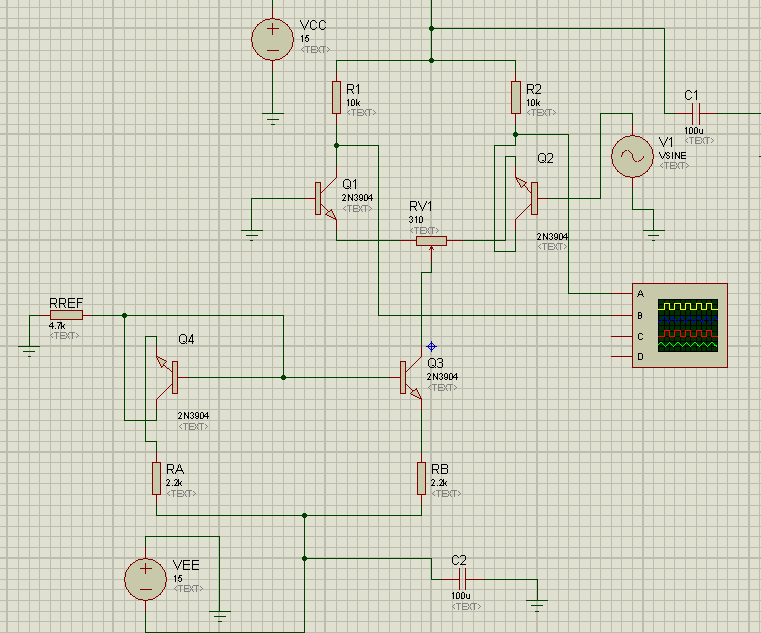 VCC
15
<TEXT>
R1
10k
<TEXT>
R2
10k
<TEXT>
C1
100u
<TEXT>
V1
VSINE
<TEXT>
Q1
2N3904
<TEXT>
Q2
2N3904
<TEXT>
RV1
310
<TEXT>
A
B
C
D
RREF
4.7k
<TEXT>
Q4
2N3904
<TEXT>
Q3
2N3904
<TEXT>
RA
2.2k
<TEXT>
RB
2.2k
<TEXT>
VEE
15
<TEXT>
C2
100u
<TEXT>